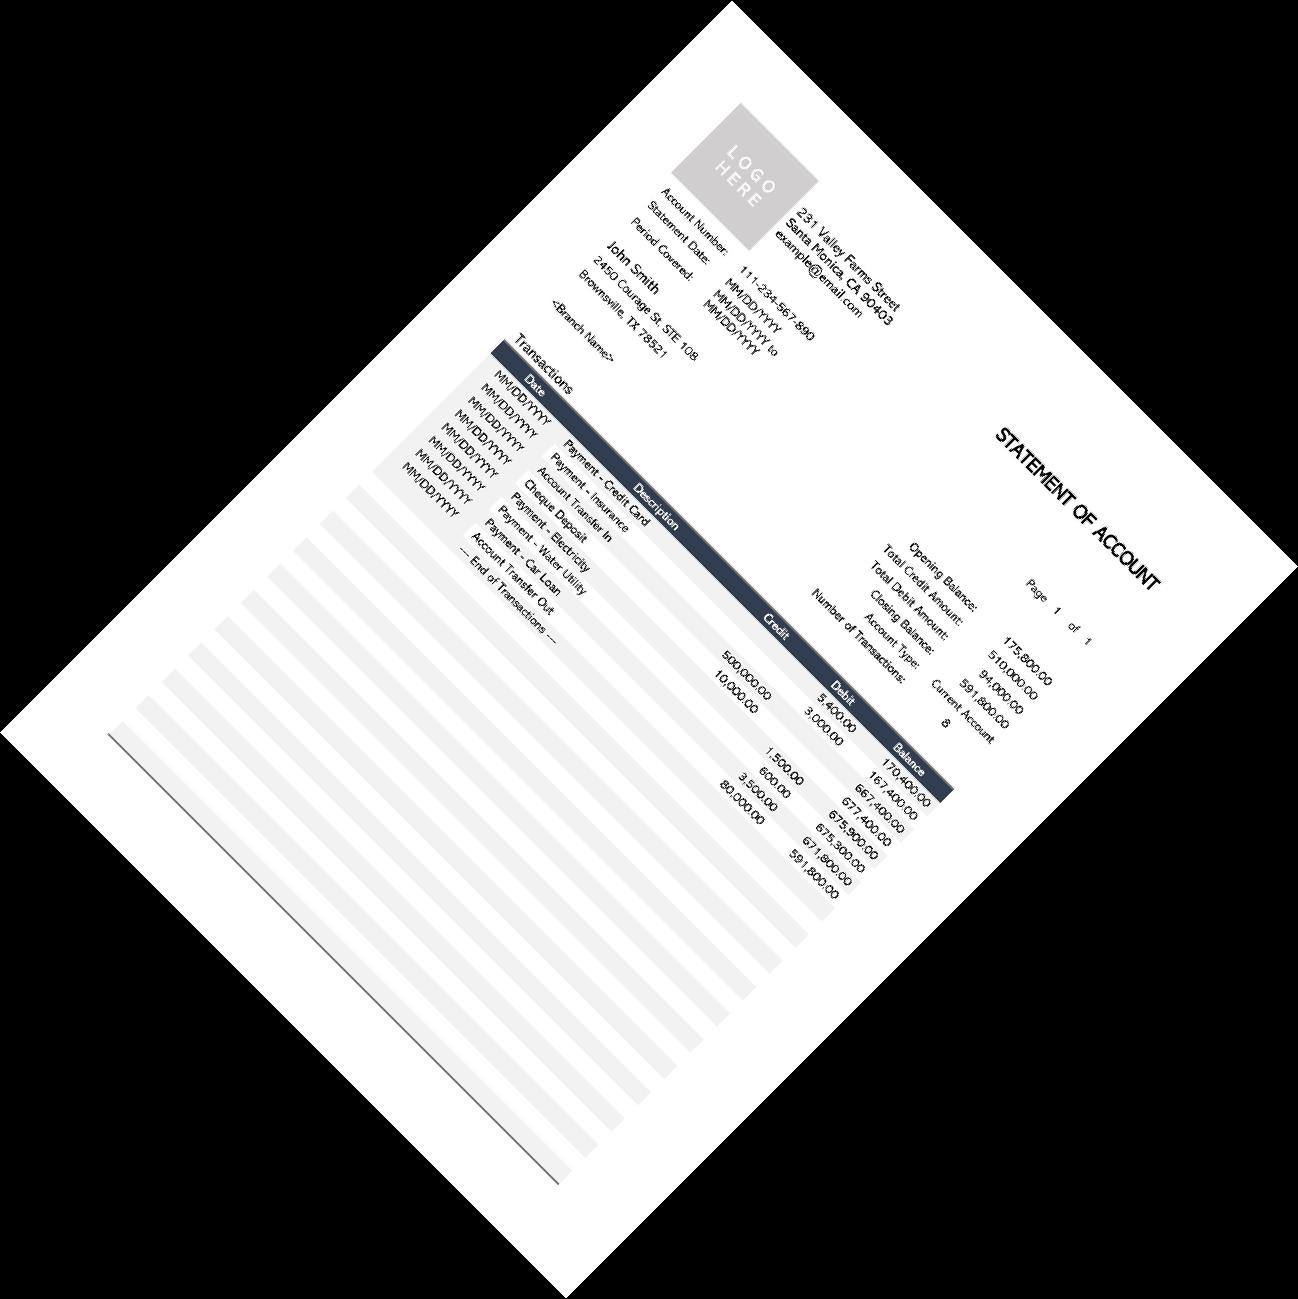 LOGO
HERE
231 Valley Farms Street
Santa Monica, CA 90403
example@email.com
STATEMENT OF ACCOUNT
Account Number: 111-234-567-890
Statement Date: MM/DD/YYYY
Period Covered: MM/DD/YYYY to
MM/DD/YYYY
Page 1 of 1
John Smith
2450 Courage St. STE 108
Brownsville, TX 78521
<Branch Name>
Opening Balance: 175,800.00
Total Credit Amount: 510,000.00
Total Debit Amount: 94,000.00
Closing Balance: 591,800.00
Account Type: Current Account
Number of Transactions: 8
Transactions
Date Description Credit Debit Balance
MM/DD/YYYY Payment - Credit Card 5,400.00 170,400.00
MM/DD/YYYY Payment - Insurance 3,000.00 167,400.00
MM/DD/YYYY Account Transfer In 500,000.00 667,400.00
MM/DD/YYYY Cheque Deposit 10,000.00 677,400.00
MM/DD/YYYY Payment - Electricity 1,500.00 675,900.00
MM/DD/YYYY Payment - Water Utility 600.00 675,300.00
MM/DD/YYYY Payment - Car Loan 3,500.00 671,800.00
MM/DD/YYYY Account Transfer Out 80,000.00 591,800.00
--- End of Transactions ---